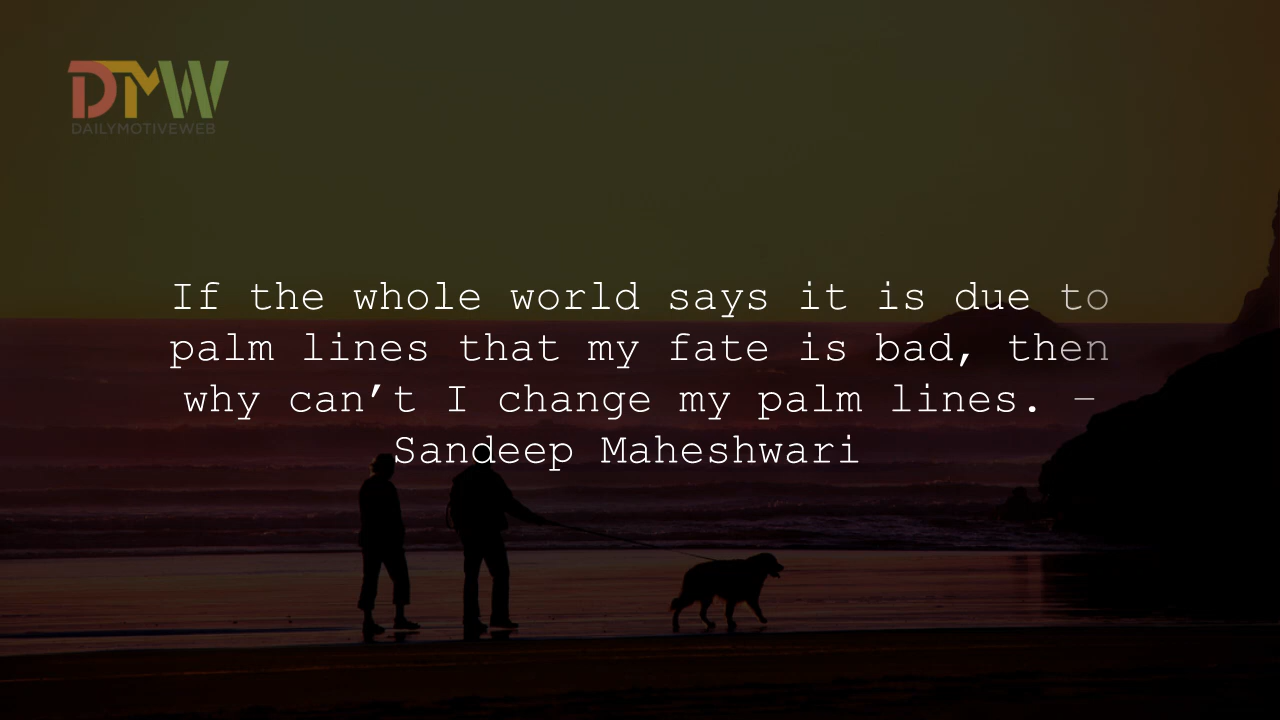 DTMW
DAILYMOTIVEWEB
If the whole world says it is due to
palm lines that my fate is bad, then
why can’t I change my palm lines. –
Sandeep Maheshwari